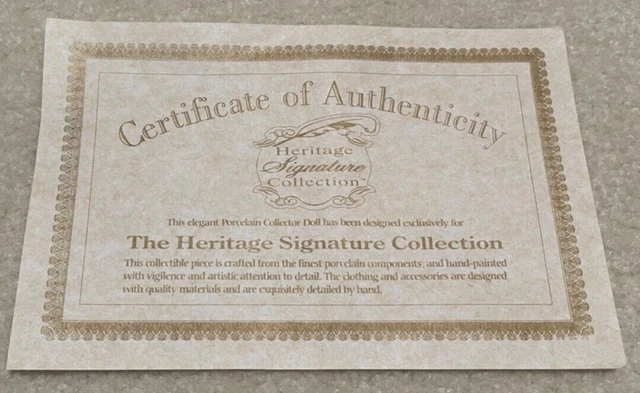 Certificate of Authenticity
Heritage
Signature
Collection™
This elegant Porcelain Collector Doll has been designed exclusively for
The Heritage Signature Collection
This collectible piece is crafted from the finest porcelain components, and hand-painted
with vigilence and artistic attention to detail. The clothing and accessories are designed
with quality materials and are exquisitely detailed by hand.